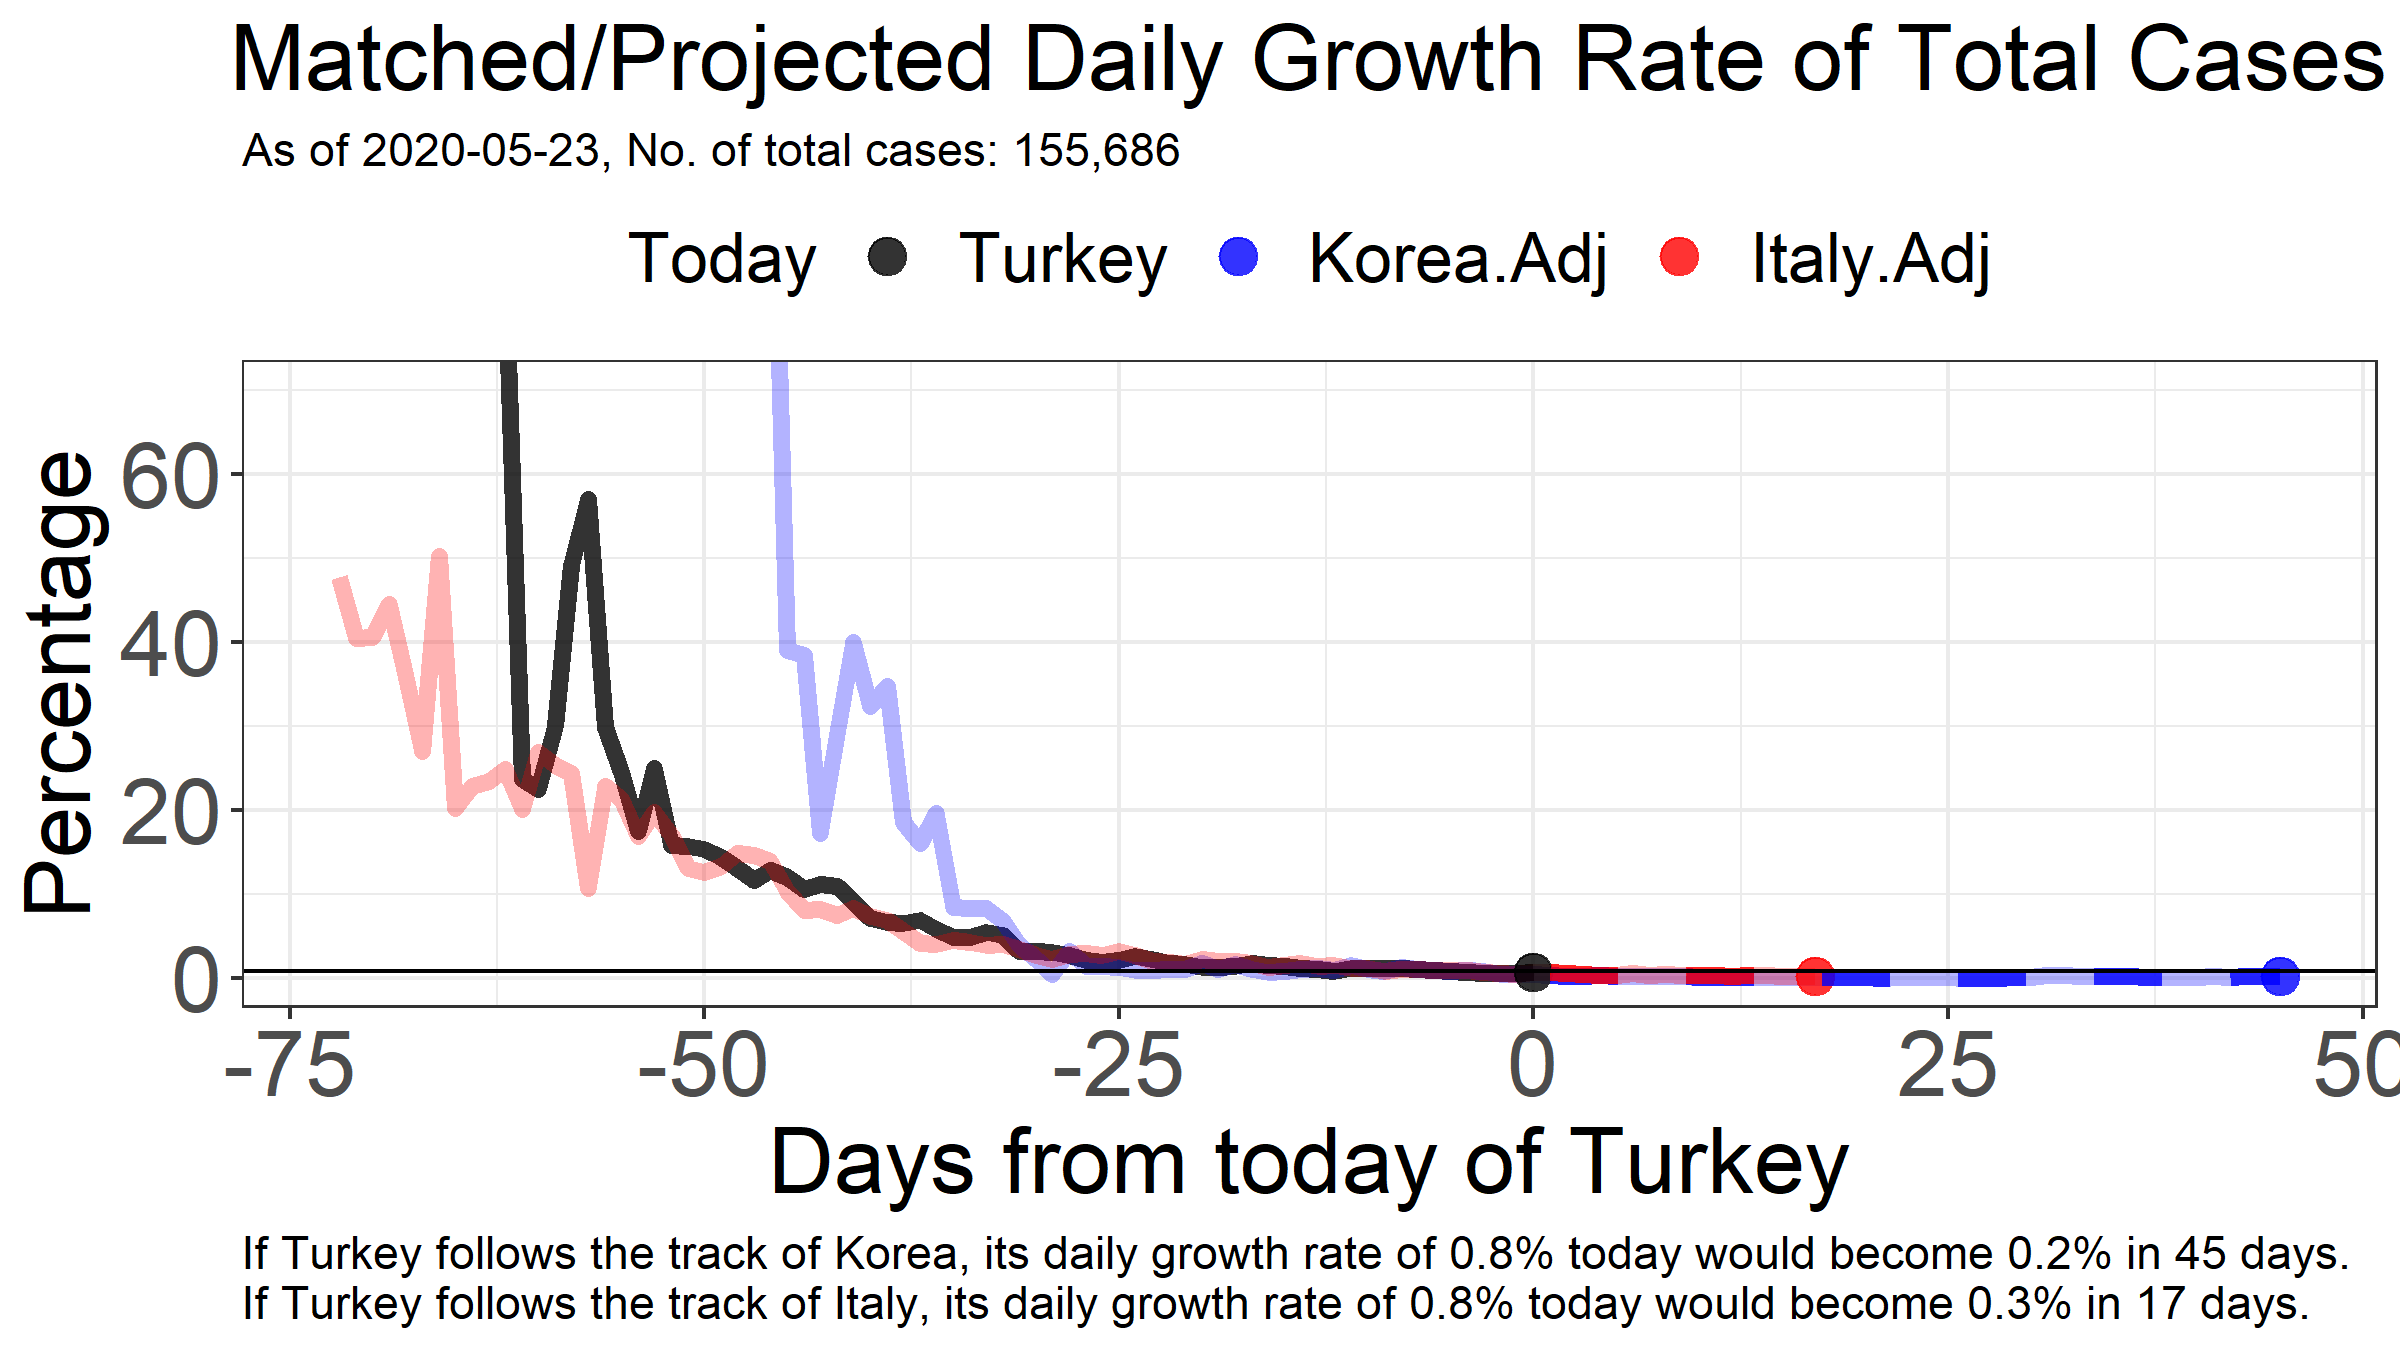 Matched/Projected Daily Growth Rate of Total Cases
As of 2020-05-23, No. of total cases: 155,686
Today Turkey Korea.Adj Italy.Adj
Percentage
60
40
20
0
-75 -50 -25 0 25 50
Days from today of Turkey
If Turkey follows the track of Korea, its daily growth rate of 0.8% today would become 0.2% in 45 days.
If Turkey follows the track of Italy, its daily growth rate of 0.8% today would become 0.3% in 17 days.